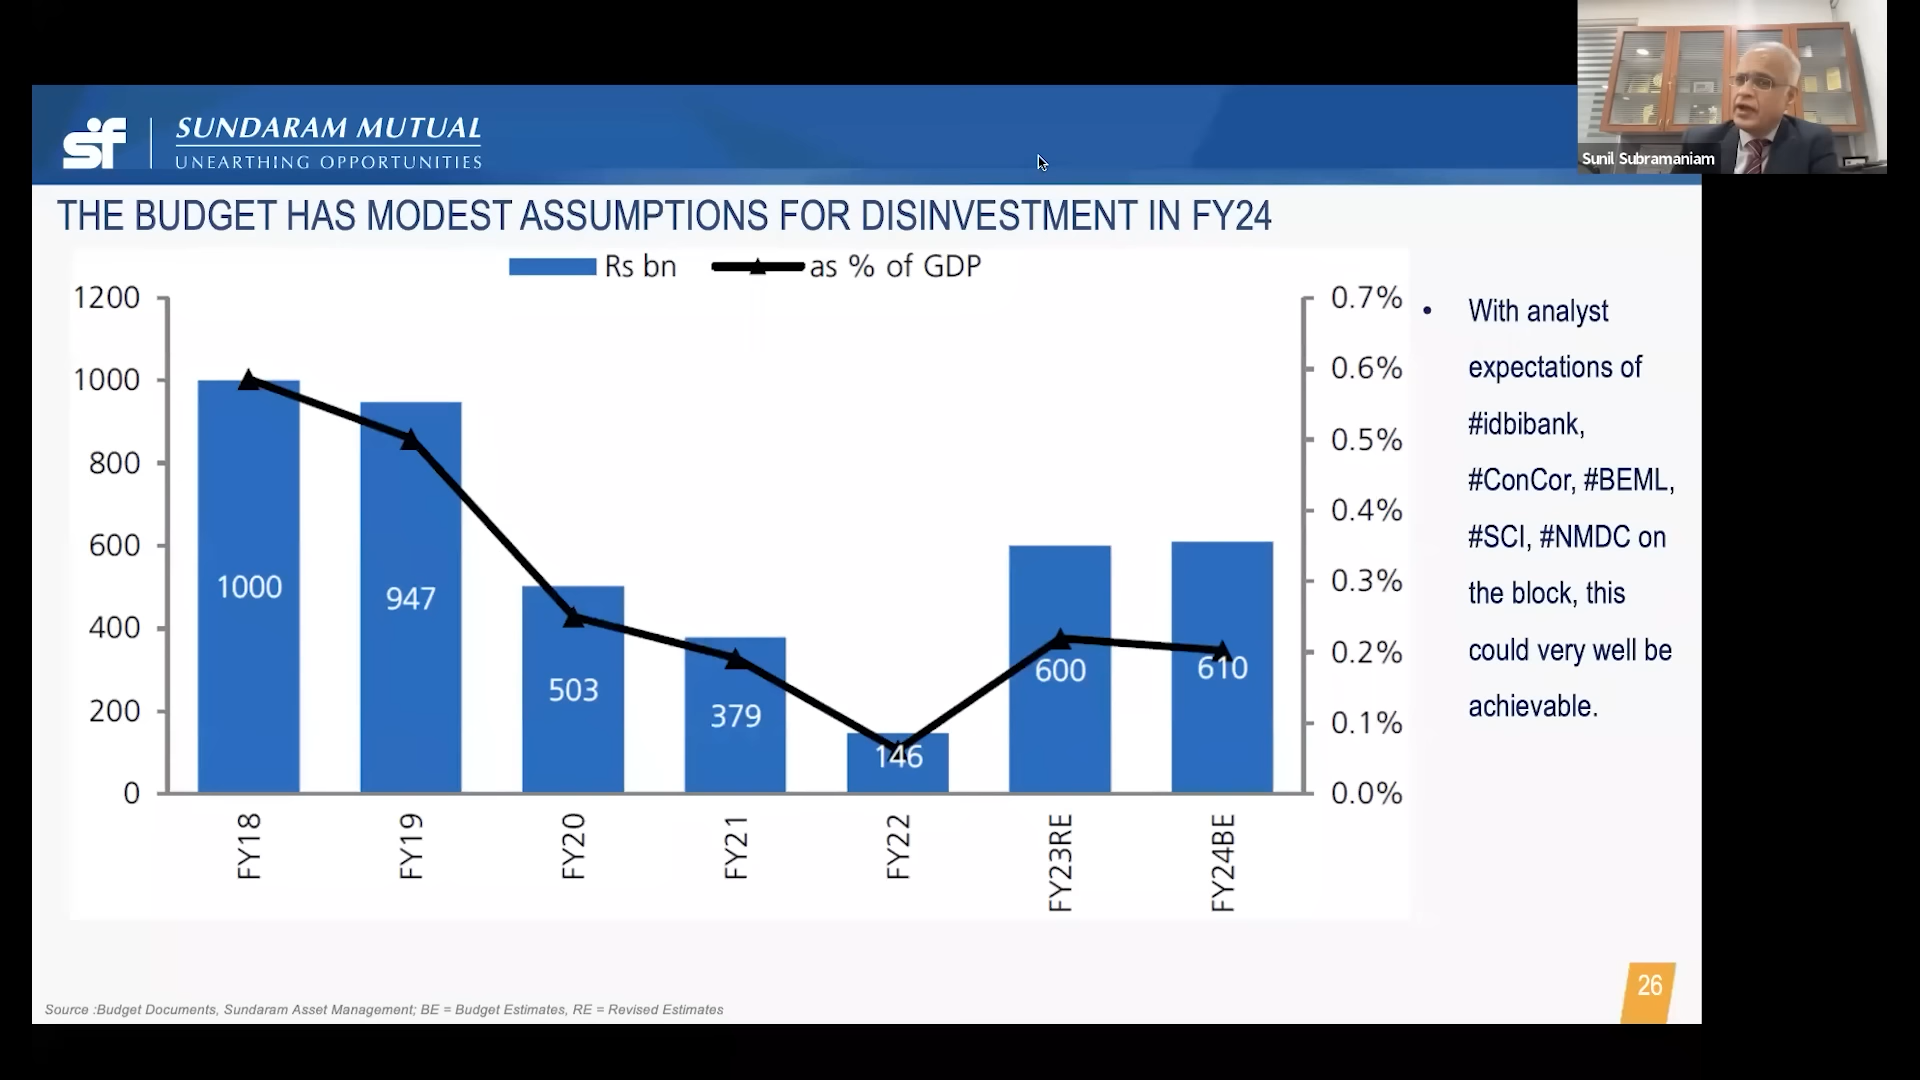 sf
SUNDARAM MUTUAL
UNEARTHING OPPORTUNITIES
Sunil Subramaniam
THE BUDGET HAS MODEST ASSUMPTIONS FOR DISINVESTMENT IN FY24
Rs bn as % of GDP
1200
1000
800
600
400
200
0
0.7%
0.6%
0.5%
0.4%
0.3%
0.2%
0.1%
0.0%
1000
947
503
379
146
600
610
FY18
FY19
FY20
FY21
FY22
FY23RE
FY24BE
• With analyst
expectations of
#idbibank,
#ConCor, #BEML,
#SCI, #NMDC on
the block, this
could very well be
achievable.
Source :Budget Documents, Sundaram Asset Management; BE = Budget Estimates, RE = Revised Estimates
26